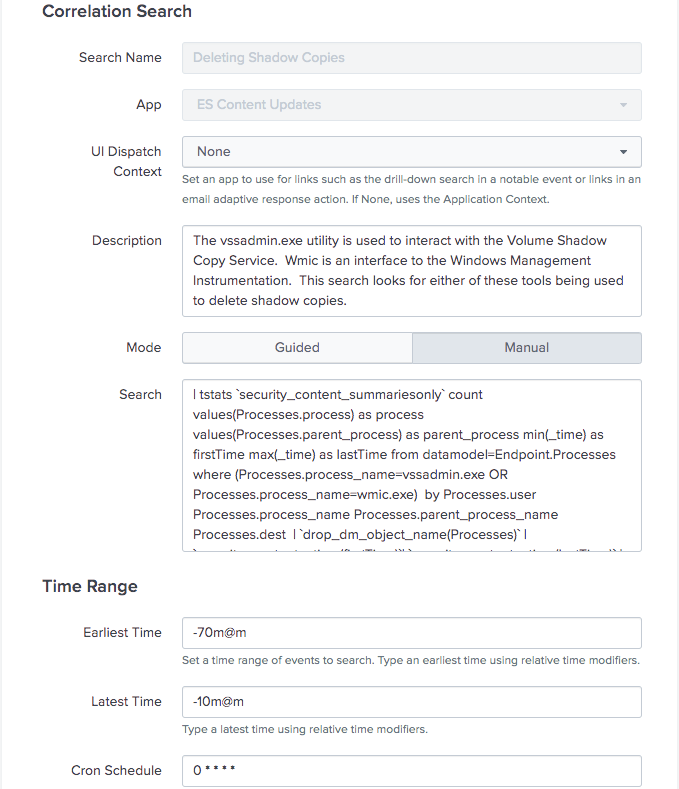 Correlation Search
Search Name
Deleting Shadow Copies
App
ES Content Updates
UI Dispatch
Context
None
Set an app to use for links such as the drill-down search in a notable event or links in an
email adaptive response action. If None, uses the Application Context.
Description
The vssadmin.exe utility is used to interact with the Volume Shadow
Copy Service.  Wmic is an interface to the Windows Management
Instrumentation.  This search looks for either of these tools being used
to delete shadow copies.
Mode
Guided
Manual
Search
| tstats `security_content_summariesonly` count
values(Processes.process) as process
values(Processes.parent_process) as parent_process min(_time) as
firstTime max(_time) as lastTime from datamodel=Endpoint.Processes
where (Processes.process_name=vssadmin.exe OR
Processes.process_name=wmic.exe)  by Processes.user
Processes.process_name Processes.parent_process_name
Processes.dest  | `drop_dm_object_name(Processes)` |
Time Range
Earliest Time
-70m@m
Set a time range of events to search. Type an earliest time using relative time modifiers.
Latest Time
-10m@m
Type a latest time using relative time modifiers.
Cron Schedule
0 * * * *